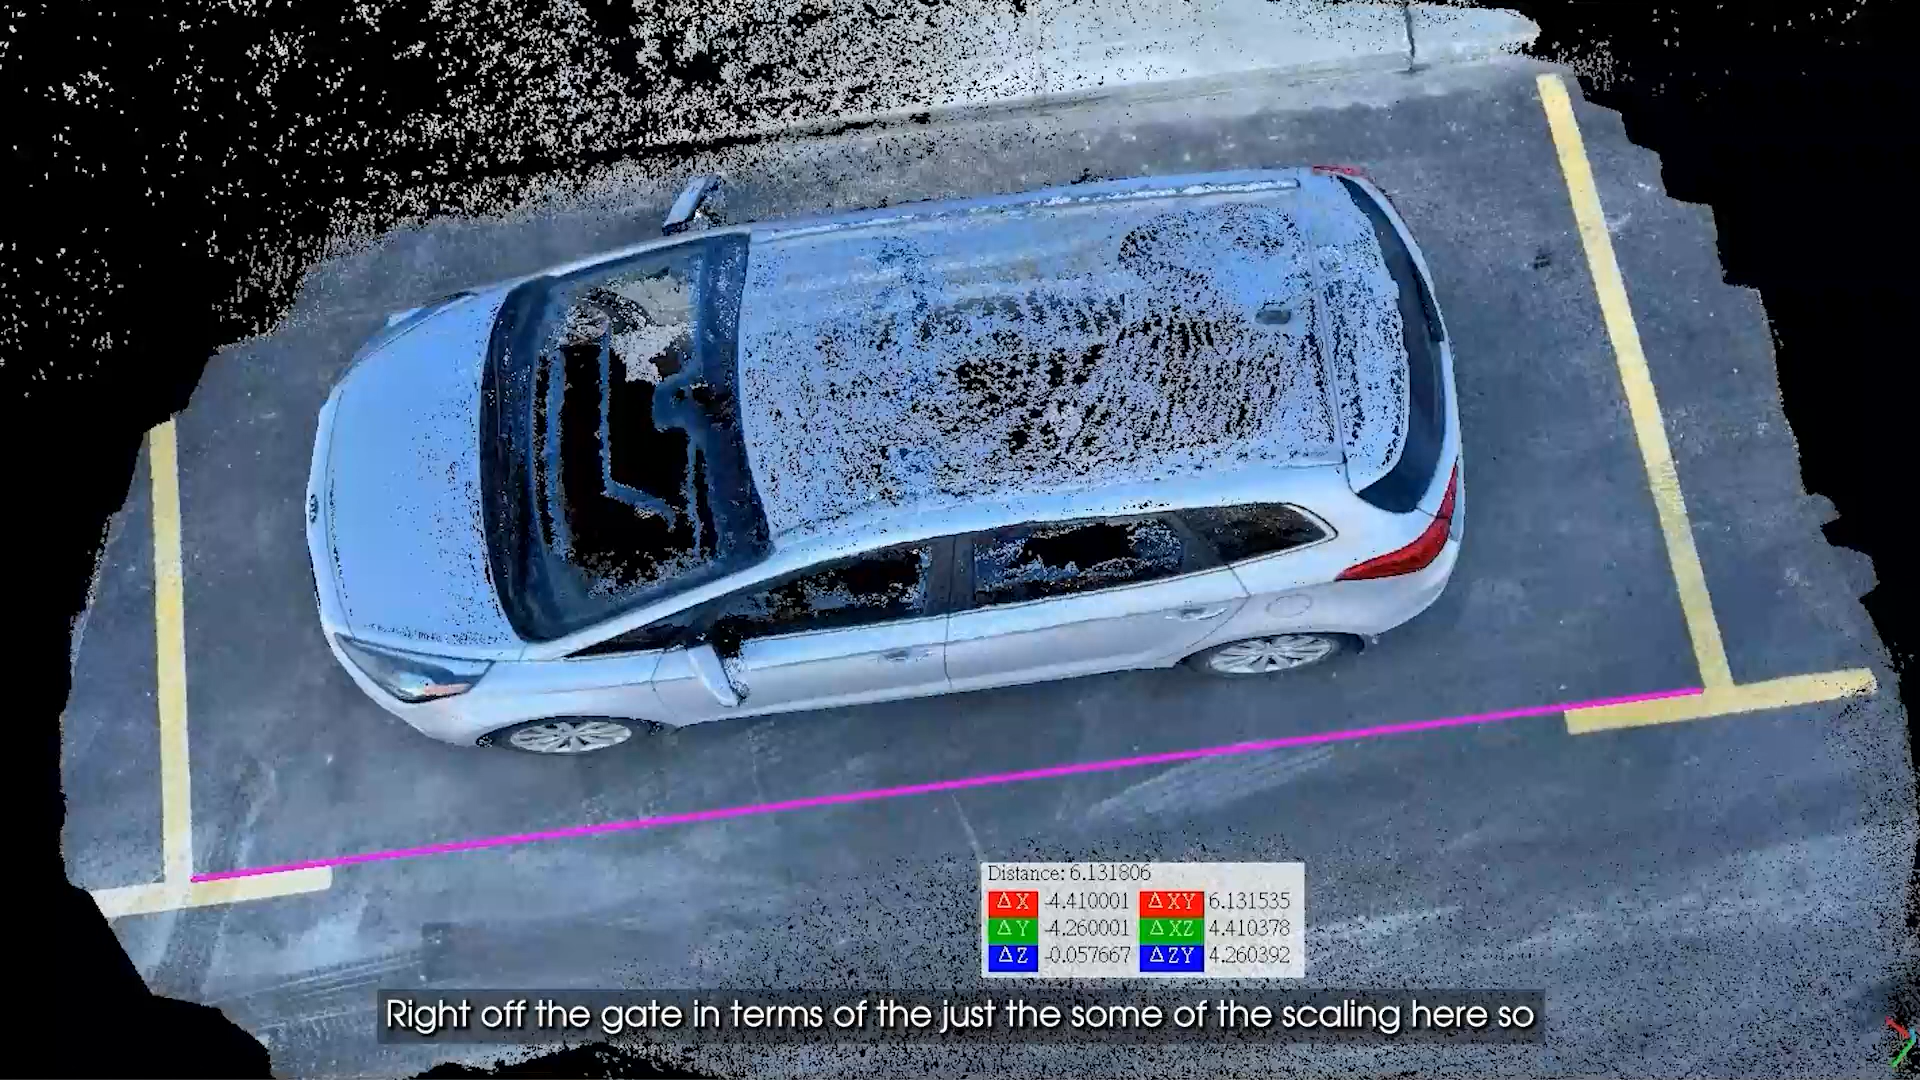 Distance: 6.131806
ΔX -4.410001 ΔXY 6.131535
ΔY -4.260001 ΔXZ 4.410378
ΔZ -0.057667 ΔZY 4.260392
Right off the gate in terms of the just the some of the scaling here so